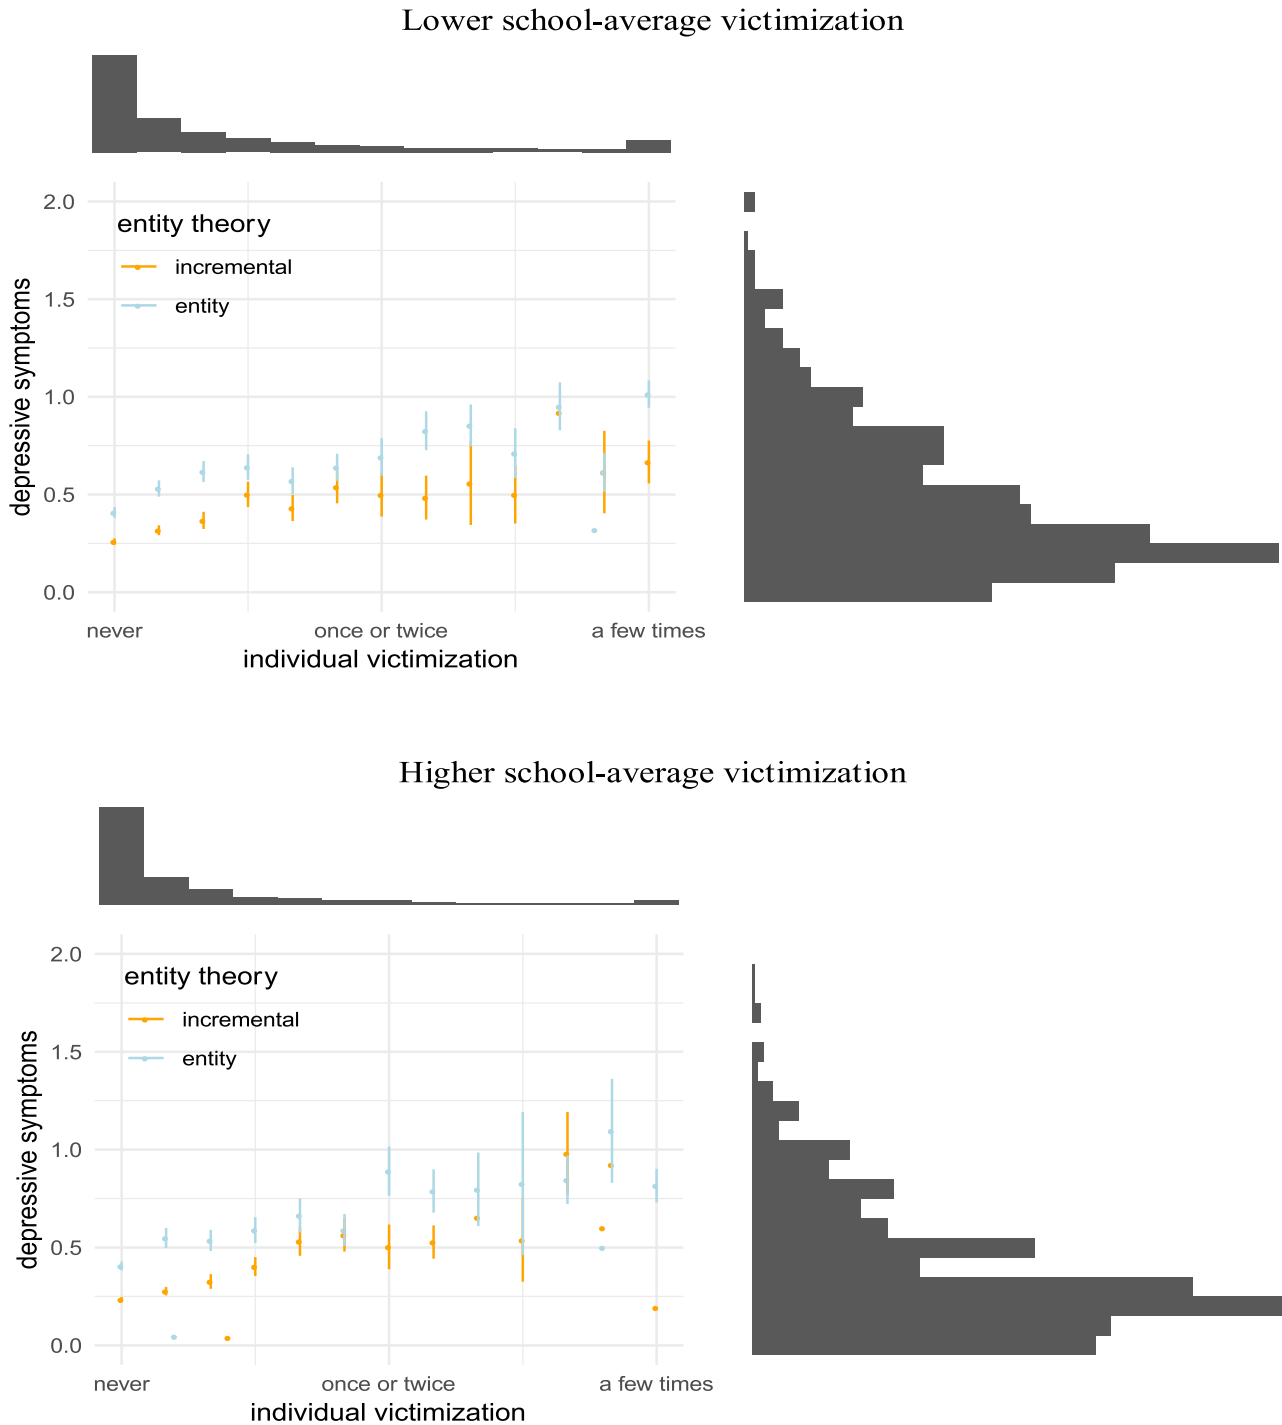 Lower school-average victimization
2.0
entity theory
incremental
1.5
entity
depressive symptoms
1.0
0.5
0.0
never
once or twice
a few times
individual victimization
Higher school-average victimization
2.0
entity theory
incremental
1.5
entity
depressive symptoms
1.0
0.5
0.0
never
once or twice
a few times
individual victimization